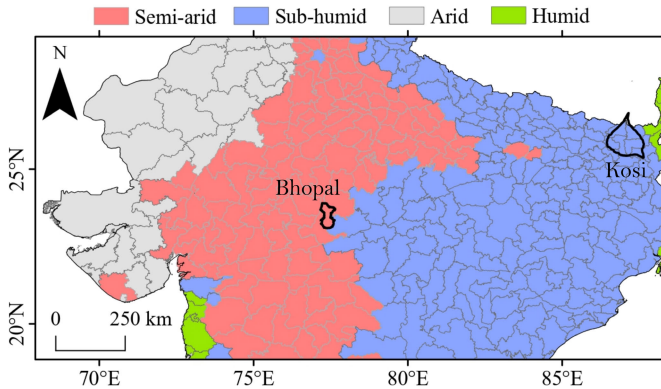 Semi-arid Sub-humid Arid Humid
N
25°N
Bhopal
Kosi
20°N
0 250 km
70°E 75°E 80°E 85°E